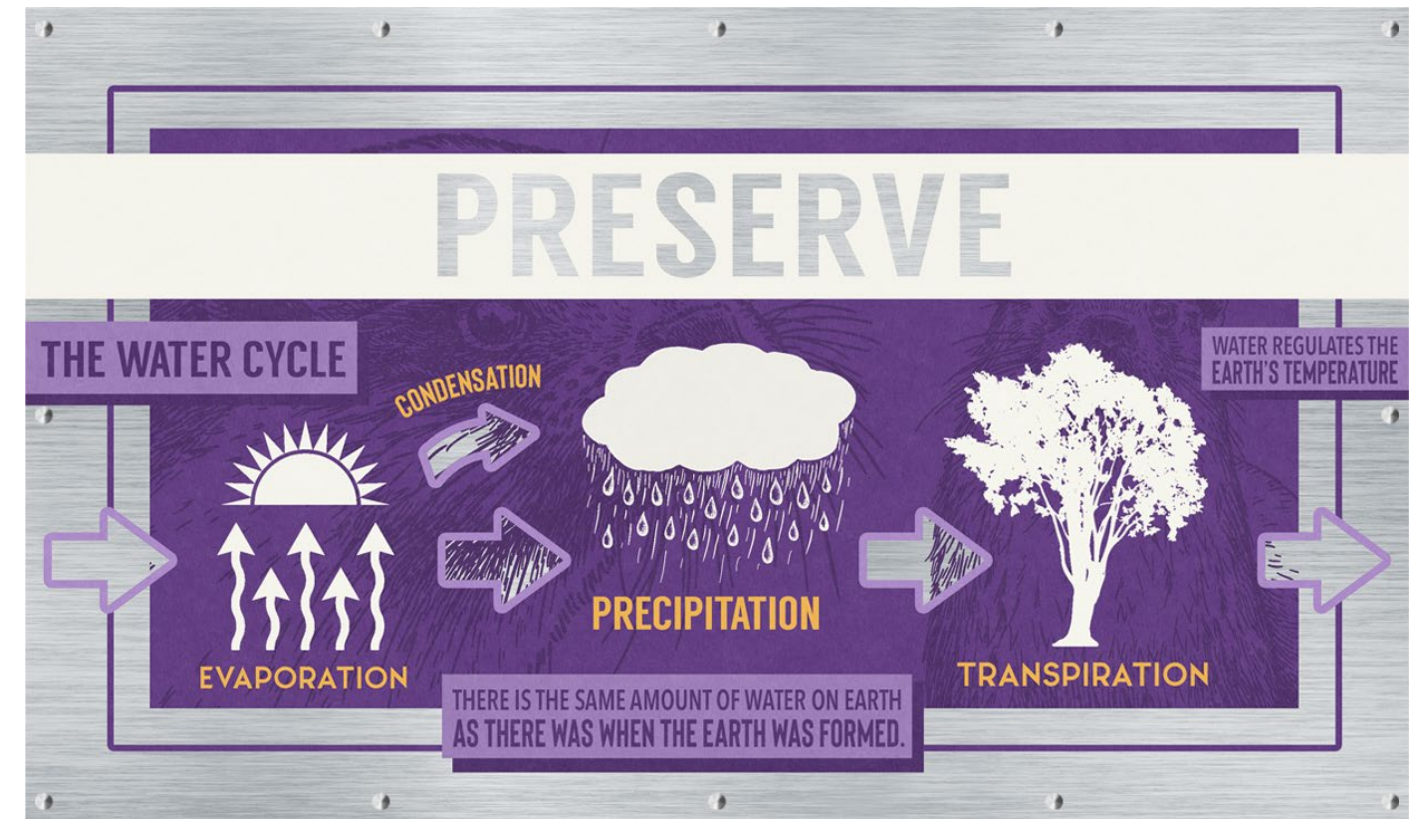 PRESERVE
THE WATER CYCLE
WATER REGULATES THE
EARTH'S TEMPERATURE
CONDENSATION
EVAPORATION
PRECIPITATION
TRANSPIRATION
THERE IS THE SAME AMOUNT OF WATER ON EARTH
AS THERE WAS WHEN THE EARTH WAS FORMED.